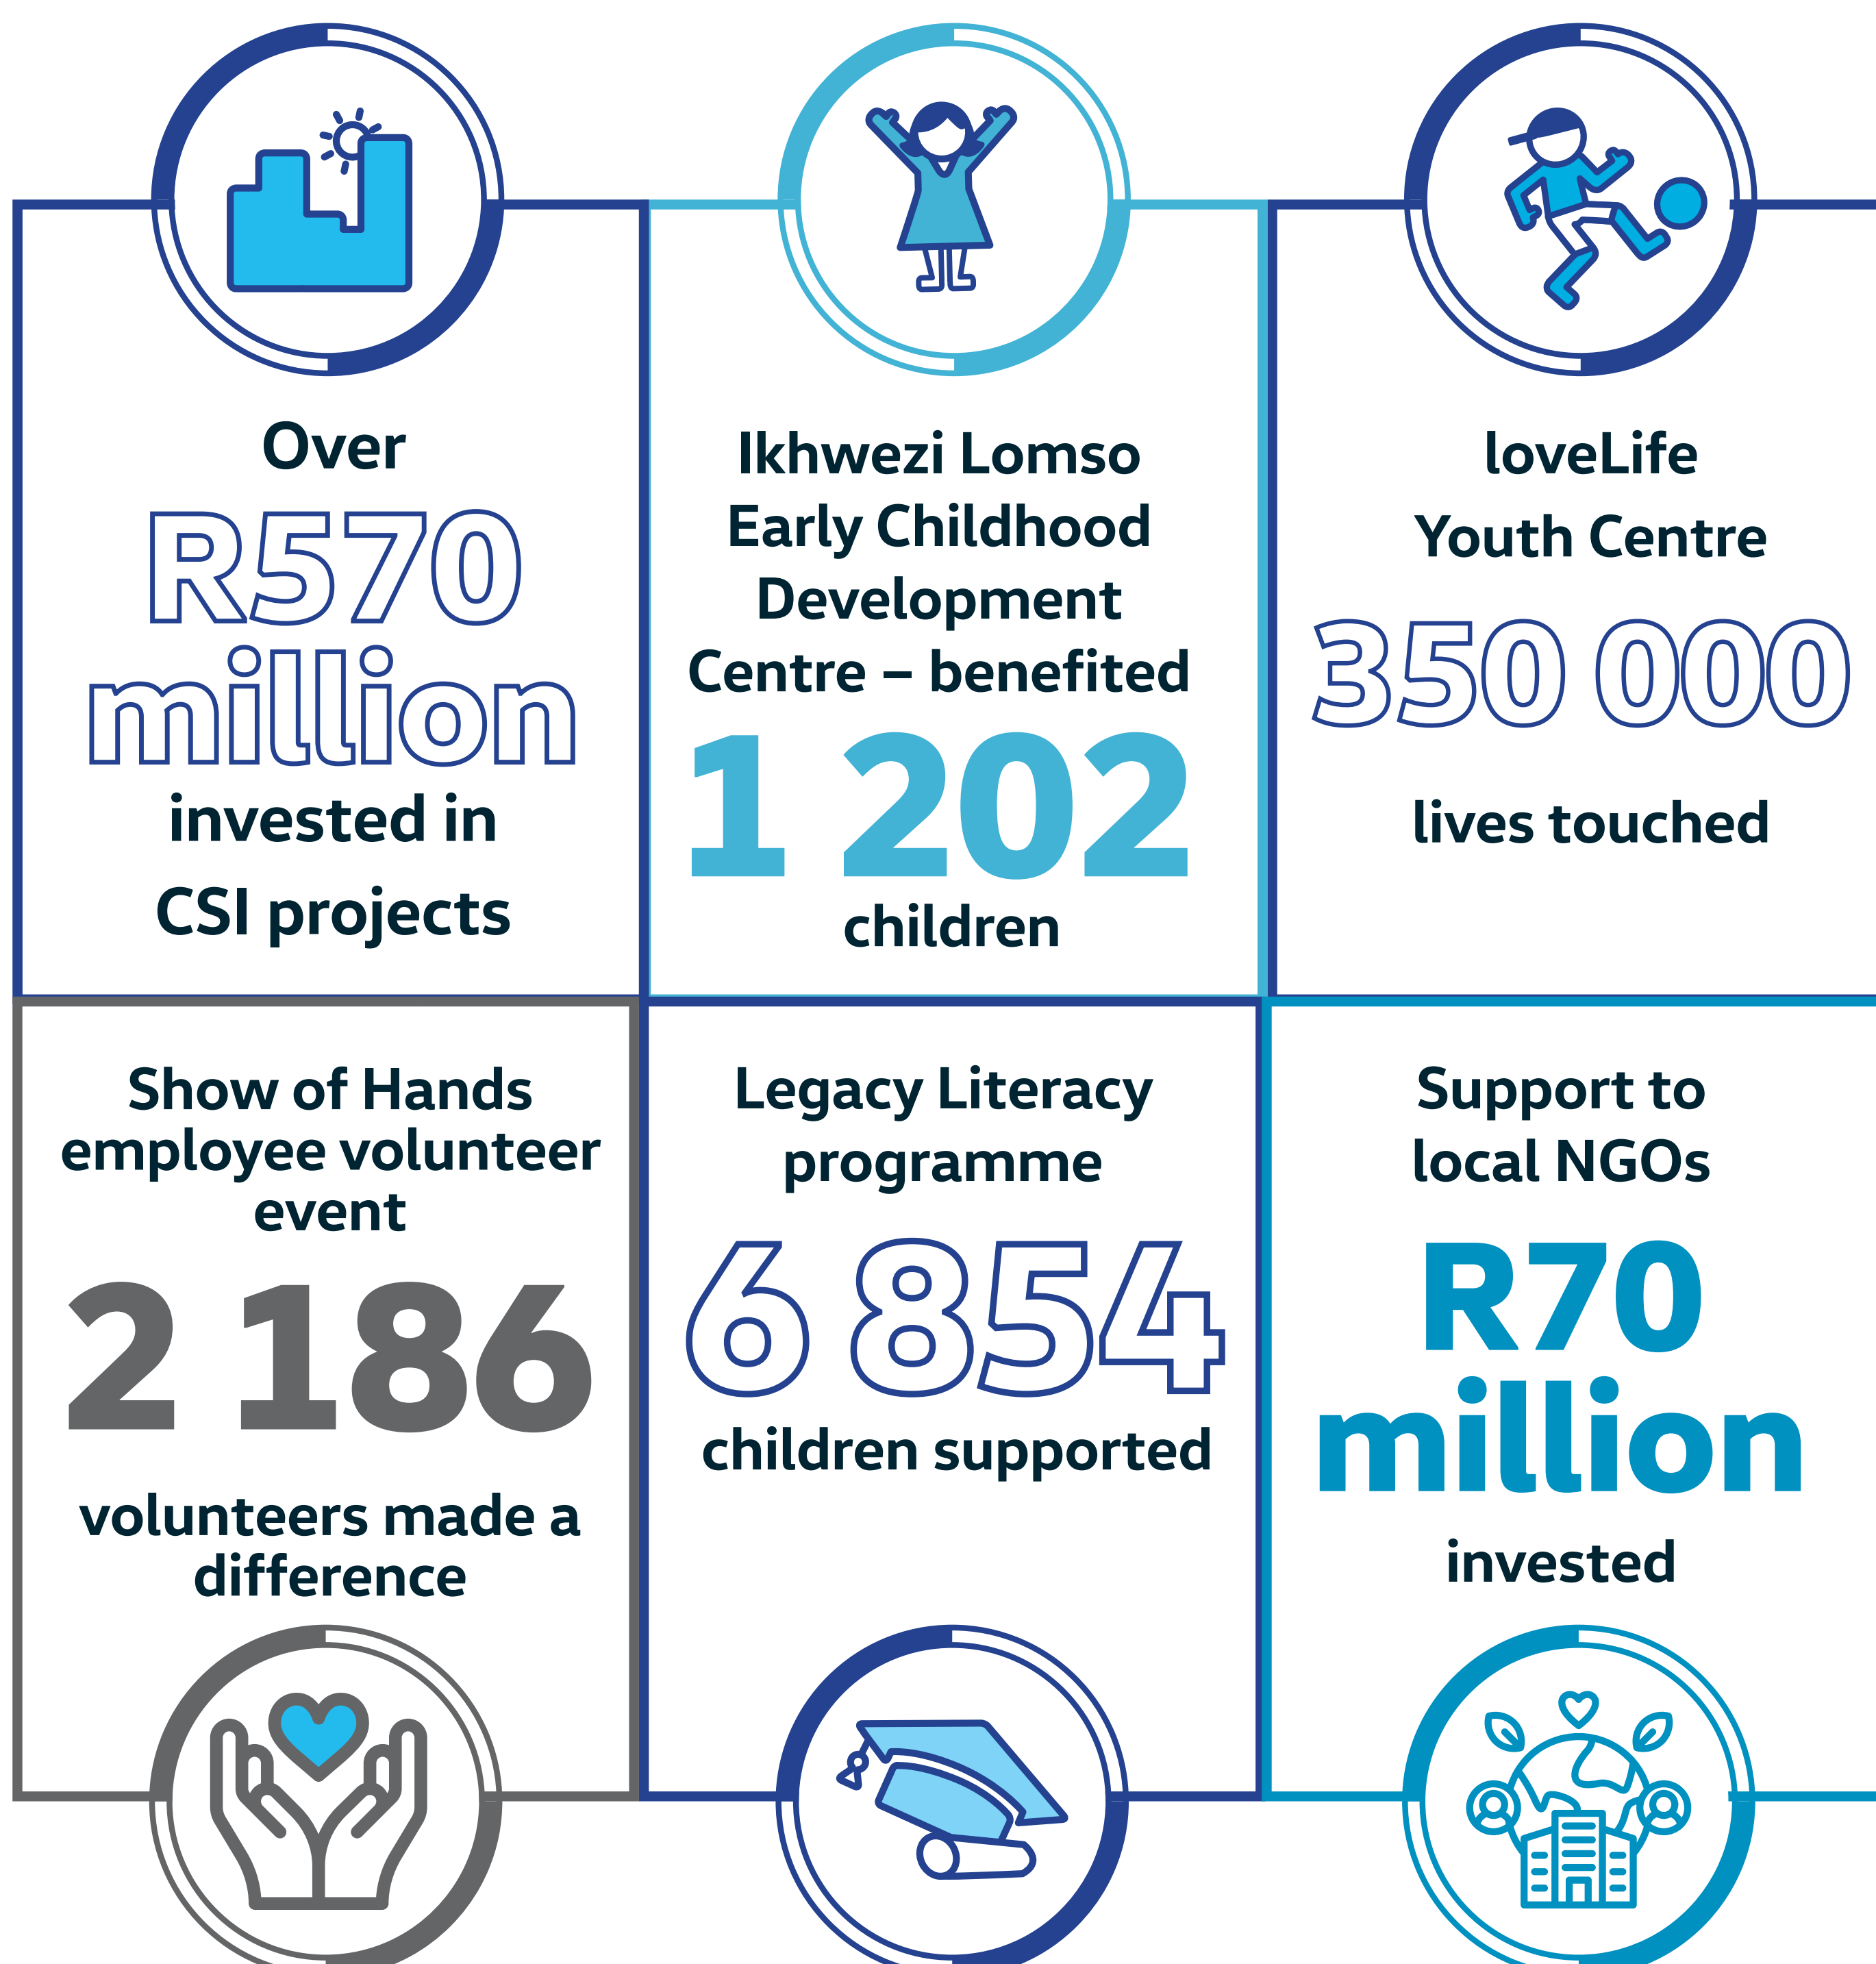 Over
R570
million
invested in
CSI projects
Ikhwezi Lomso
Early Childhood
Development
Centre – benefited
1 202
children
loveLife
Youth Centre
350 000
lives touched
Show of Hands
employee volunteer
event
2 186
volunteers made a
difference
Legacy Literacy
programme
6 854
children supported
Support to
local NGOs
R70
million
invested